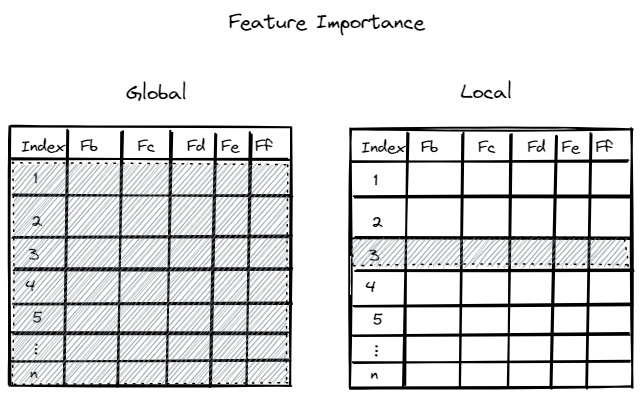 Feature Importance
Global
Index Fb Fc Fd Fe Ff
1
2
3
4
5
⋮
n
Local
Index Fb Fc Fd Fe Ff
1
2
3
4
5
⋮
n